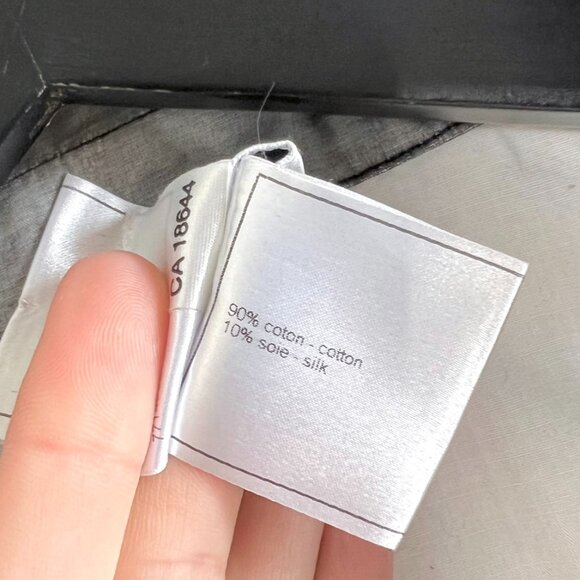 CA 18644
90% coton - cotton
10% soie - silk